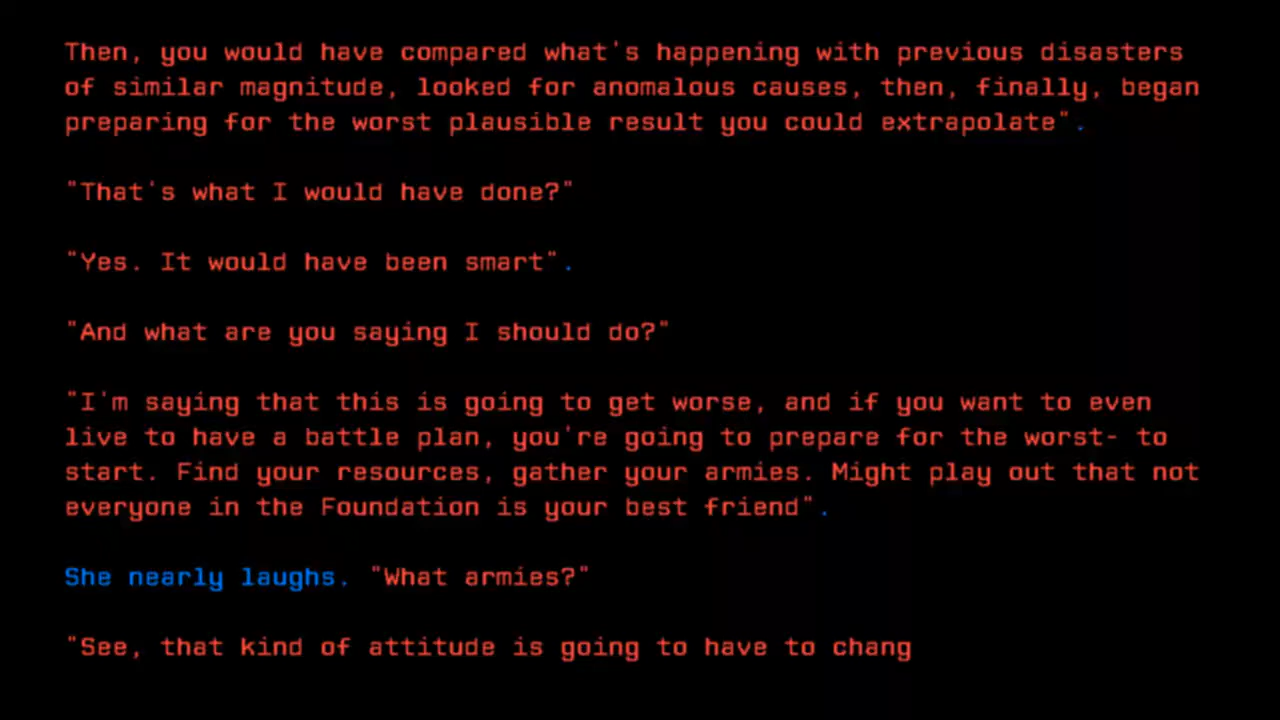 Then, you would have compared what's happening with previous disasters
of similar magnitude, looked for anomalous causes, then, finally, began
preparing for the worst plausible result you could extrapolate".
"That's what I would have done?"
"Yes. It would have been smart".
"And what are you saying I should do?"
"I'm saying that this is going to get worse, and if you want to even
live to have a battle plan, you're going to prepare for the worst- to
start. Find your resources, gather your armies. Might play out that not
everyone in the Foundation is your best friend".
She nearly laughs. "What armies?"
"See, that kind of attitude is going to have to chang